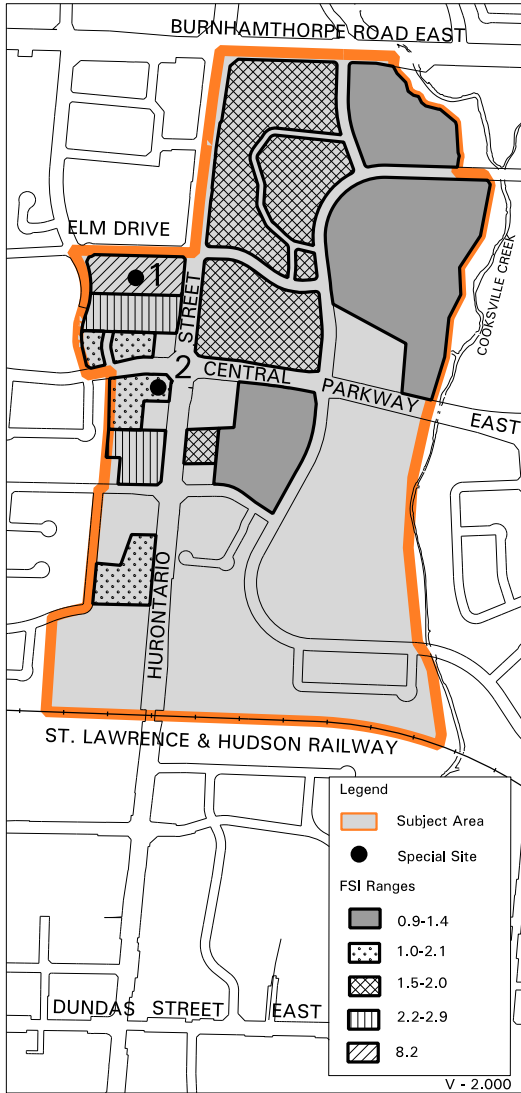 BURNHAMTHORPE ROAD EAST
ELM DRIVE
1
STREET
COOKSVILLE CREEK
2
CENTRAL PARKWAY EAST
HURONTARIO
ST. LAWRENCE & HUDSON RAILWAY
Legend
Subject Area
Special Site
FSI Ranges
0.9-1.4
1.0-2.1
1.5-2.0
2.2-2.9
8.2
DUNDAS STREET EAST
V - 2.000